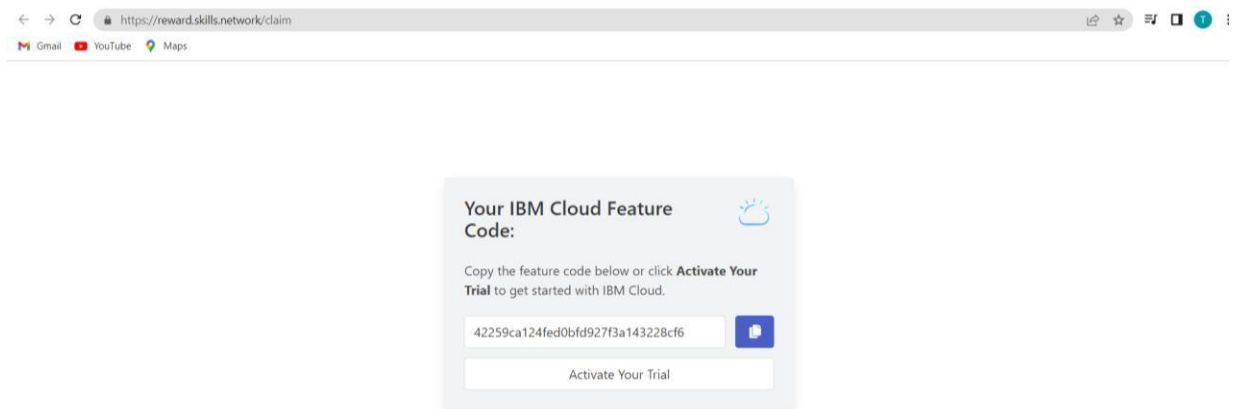 https://reward.skills.network/claim
T
Gmail YouTube Maps
Your IBM Cloud Feature
Code:
Copy the feature code below or click Activate Your
Trial to get started with IBM Cloud.
42259ca124fed0bfd927f3a143228cf6
Activate Your Trial